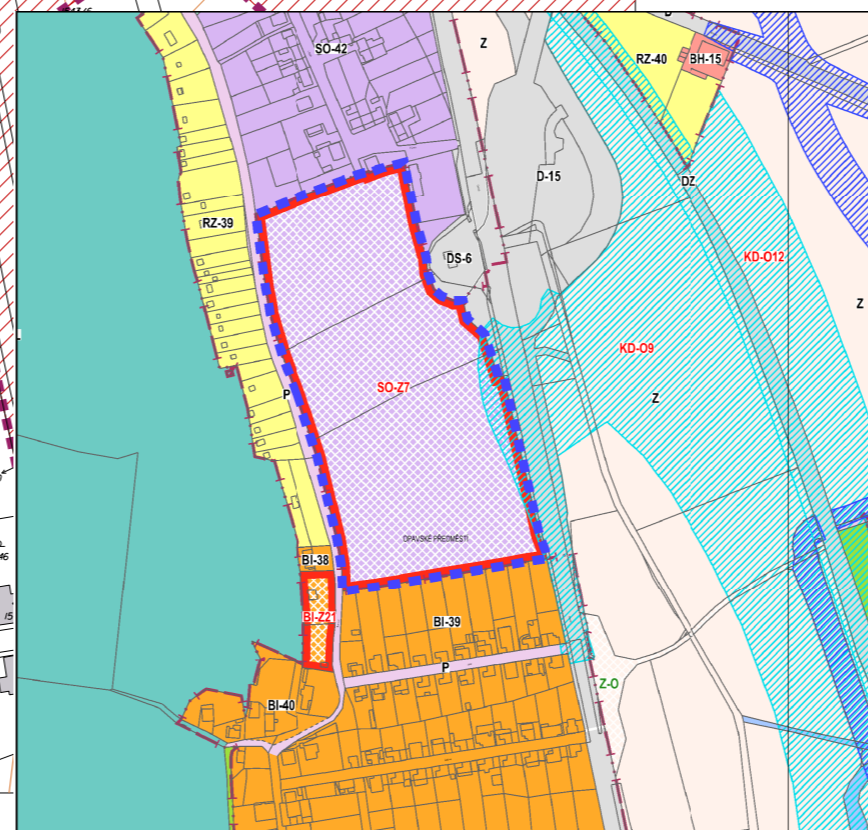 SO-42
Z
RZ-40
BH-15
D-15
DZ
RZ-39
DS-6
KD-O12
Z
KD-O9
SO-Z7
P
Z
OPAVSKÉ PŘEDMĚSTÍ
BI-38
BI-Z21
BI-39
P
Z-O
BI-40